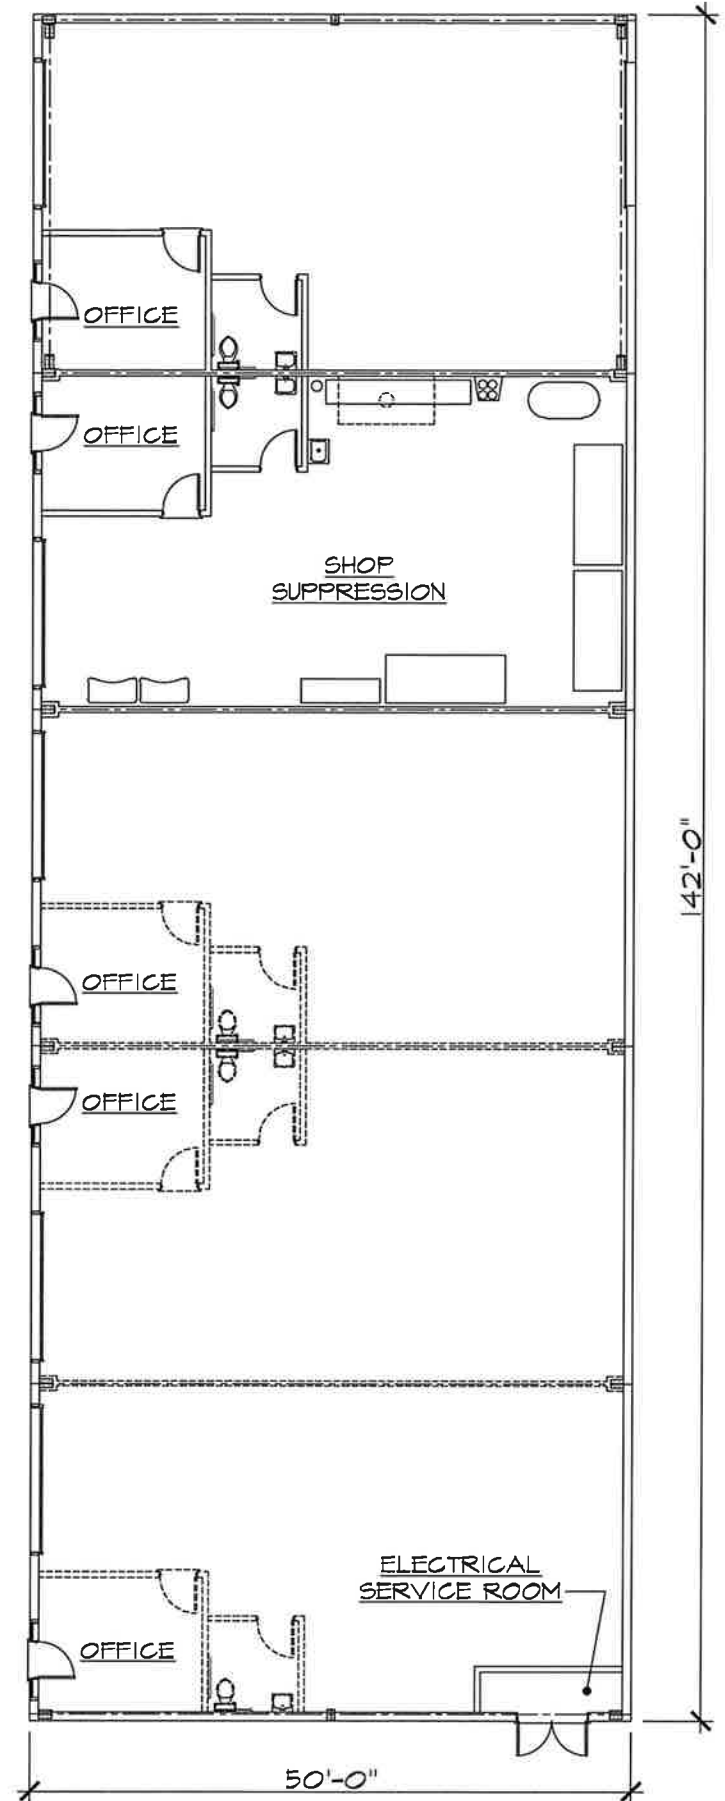 OFFICE
OFFICE
SHOP
SUPPRESSION
142'-0"
OFFICE
OFFICE
ELECTRICAL
SERVICE ROOM
OFFICE
50'-0"